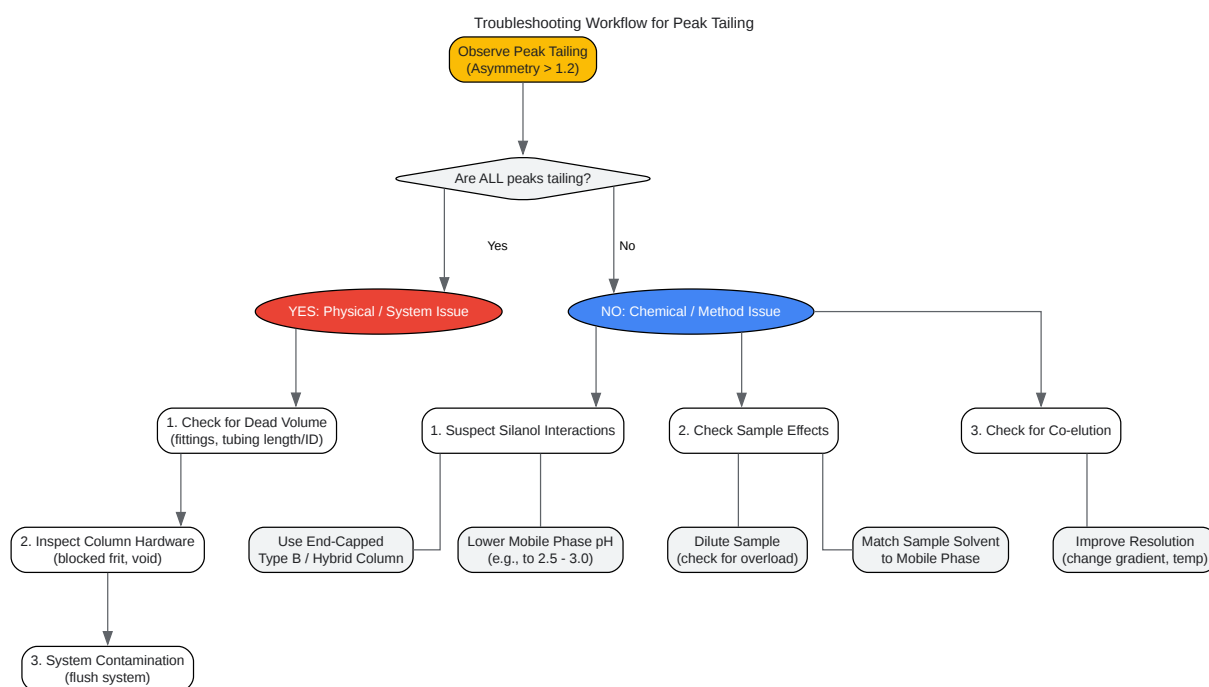 Troubleshooting Workflow for Peak Tailing
Observe Peak Tailing
(Asymmetry > 1.2)
Are ALL peaks tailing?
Yes
No
YES: Physical / System Issue
NO: Chemical / Method Issue
1. Check for Dead Volume
(fittings, tubing length/ID)
1. Suspect Silanol Interactions
2. Check Sample Effects
3. Check for Co-elution
2. Inspect Column Hardware
(blocked frit, void)
Use End-Capped
Type B / Hybrid Column
Lower Mobile Phase pH
(e.g., to 2.5 - 3.0)
Dilute Sample
(check for overload)
Match Sample Solvent
to Mobile Phase
Improve Resolution
(change gradient, temp)
3. System Contamination
(flush system)